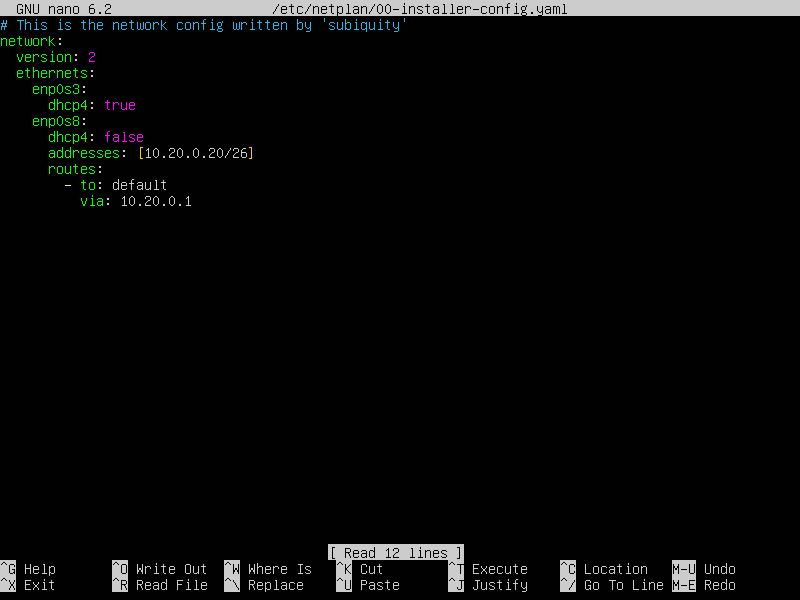 GNU nano 6.2 /etc/netplan/00-installer-config.yaml
# This is the network config written by 'subiquity'
network:
  version: 2
  ethernets:
    enp0s3:
      dhcp4: true
    enp0s8:
      dhcp4: false
      addresses: [10.20.0.20/26]
      routes:
        - to: default
          via: 10.20.0.1
[ Read 12 lines ]
^G Help ^O Write Out ^W Where Is ^K Cut ^T Execute ^C Location M-U Undo
^X Exit ^R Read File ^\ Replace ^U Paste ^J Justify ^/ Go To Line M-E Redo